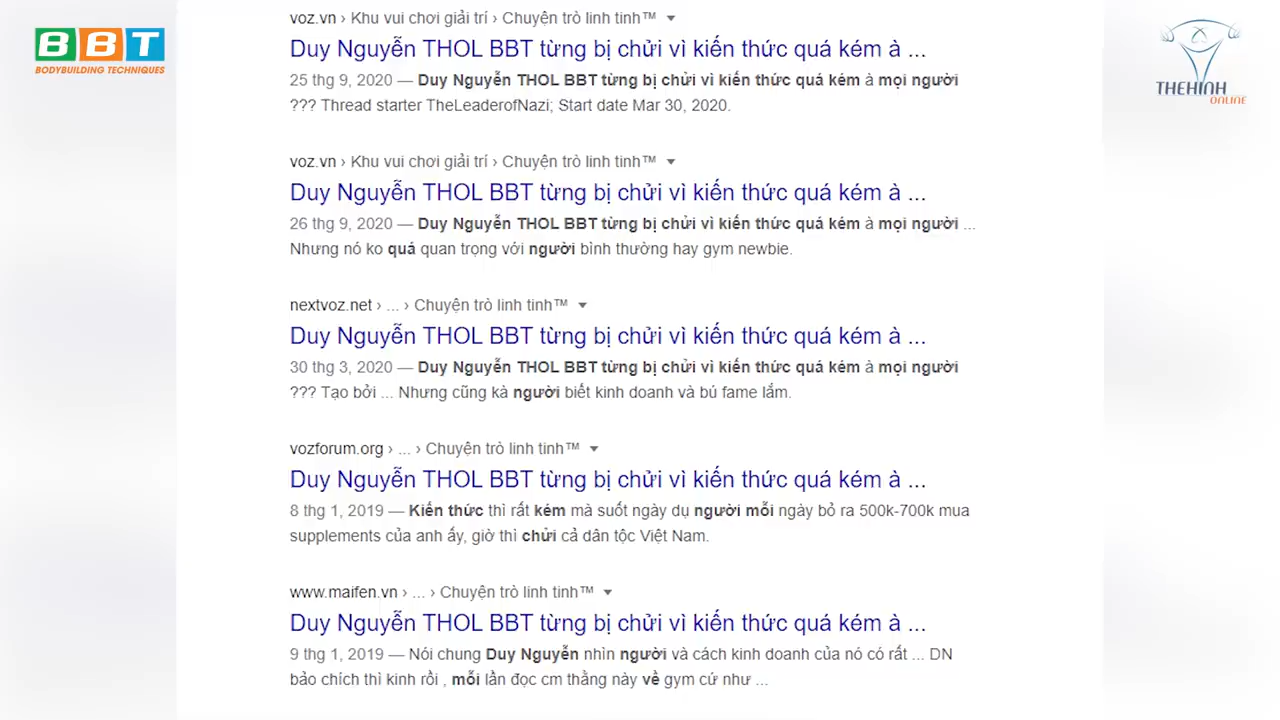 BBT
BODYBUILDING TECHNIQUES
THEHINH
ONLINE
voz.vn › Khu vui chơi giải trí › Chuyện trò linh tinh™
Duy Nguyễn THOL BBT từng bị chửi vì kiến thức quá kém à ...
25 thg 9, 2020 — Duy Nguyễn THOL BBT từng bị chửi vì kiến thức quá kém à mọi người
??? Thread starter TheLeaderofNazi; Start date Mar 30, 2020.
voz.vn › Khu vui chơi giải trí › Chuyện trò linh tinh™
Duy Nguyễn THOL BBT từng bị chửi vì kiến thức quá kém à ...
26 thg 9, 2020 — Duy Nguyễn THOL BBT từng bị chửi vì kiến thức quá kém à mọi người ...
Nhưng nó ko quá quan trọng với người bình thường hay gym newbie.
nextvoz.net › ... › Chuyện trò linh tinh™
Duy Nguyễn THOL BBT từng bị chửi vì kiến thức quá kém à ...
30 thg 3, 2020 — Duy Nguyễn THOL BBT từng bị chửi vì kiến thức quá kém à mọi người
??? Tạo bởi ... Nhưng cũng kà người biết kinh doanh và bú fame lắm.
vozforum.org › ... › Chuyện trò linh tinh™
Duy Nguyễn THOL BBT từng bị chửi vì kiến thức quá kém à ...
8 thg 1, 2019 — Kiến thức thì rất kém mà suốt ngày dụ người mỗi ngày bỏ ra 500k-700k mua
supplements của anh ấy, giờ thì chửi cả dân tộc Việt Nam.
www.maifen.vn › ... › Chuyện trò linh tinh™
Duy Nguyễn THOL BBT từng bị chửi vì kiến thức quá kém à ...
9 thg 1, 2019 — Nói chung Duy Nguyễn nhìn người và cách kinh doanh của nó có rất ... DN
bảo chích thì kinh rồi , mỗi lần đọc cm thằng này về gym cứ như ...